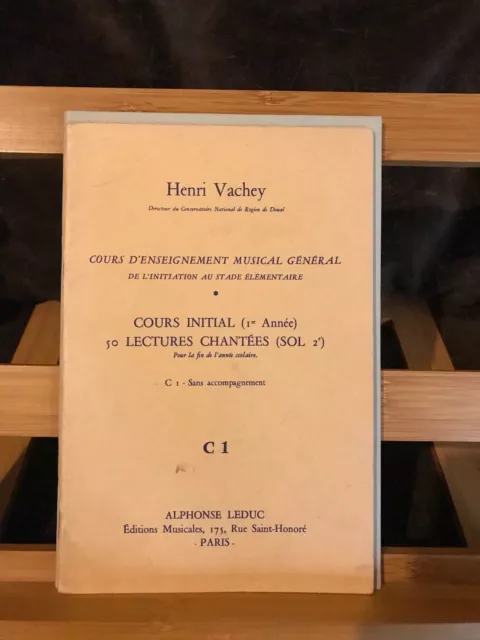 Henri Vachey
Directeur du Conservatoire National de Région de Douai
COURS D'ENSEIGNEMENT MUSICAL GÉNÉRAL
DE L'INITIATION AU STADE ÉLÉMENTAIRE
COURS INITIAL (1re Année)
50 LECTURES CHANTÉES (SOL 2e)
Pour la fin de l'année scolaire.
C 1 - Sans accompagnement
C 1
ALPHONSE LEDUC
Éditions Musicales, 175, Rue Saint-Honoré
- PARIS -